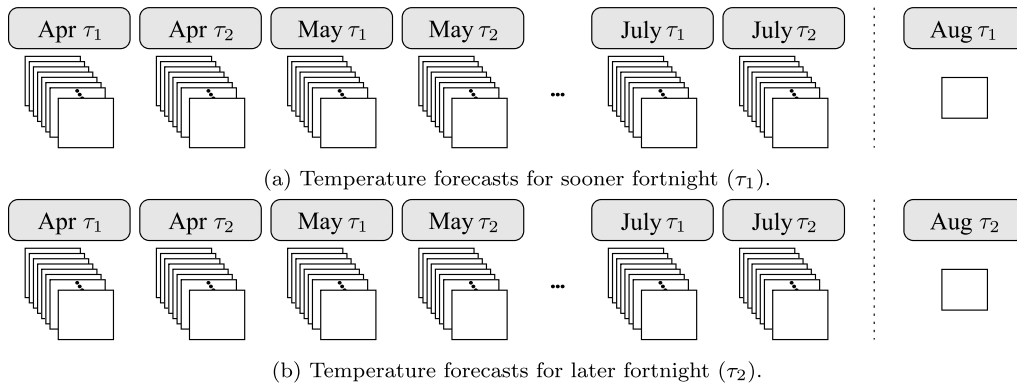 Apr τ₁ Apr τ₂ May τ₁ May τ₂ July τ₁ July τ₂ Aug τ₁
...
(a) Temperature forecasts for sooner fortnight (τ₁).
Apr τ₁ Apr τ₂ May τ₁ May τ₂ July τ₁ July τ₂ Aug τ₂
...
(b) Temperature forecasts for later fortnight (τ₂).